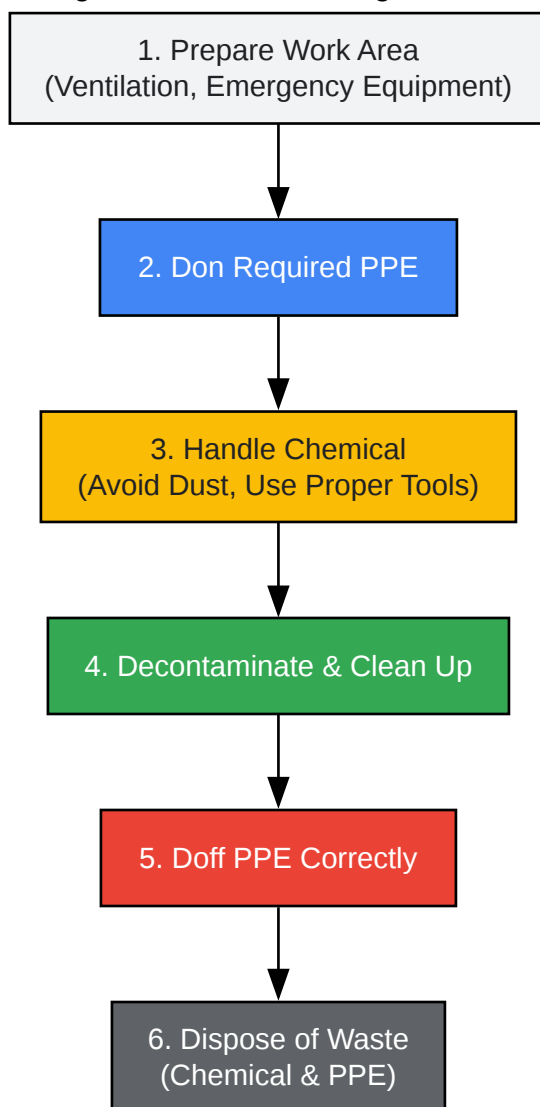 1. Prepare Work Area
(Ventilation, Emergency Equipment)
2. Don Required PPE
3. Handle Chemical
(Avoid Dust, Use Proper Tools)
4. Decontaminate & Clean Up
5. Doff PPE Correctly
6. Dispose of Waste
(Chemical & PPE)